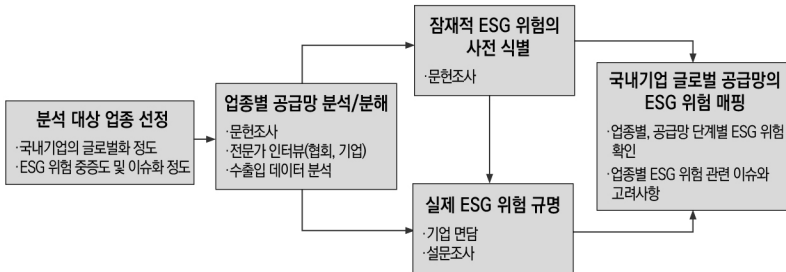 분석 대상 업종 선정
·국내기업의 글로벌화 정도
·ESG 위험 중증도 및 이슈화 정도
업종별 공급망 분석/분해
·문헌조사
·전문가 인터뷰(협회, 기업)
·수출입 데이터 분석
잠재적 ESG 위험의
사전 식별
·문헌조사
실제 ESG 위험 규명
·기업 면담
·설문조사
국내기업 글로벌 공급망의
ESG 위험 매핑
·업종별, 공급망 단계별 ESG 위험
확인
·업종별 ESG 위험 관련 이슈와
고려사항